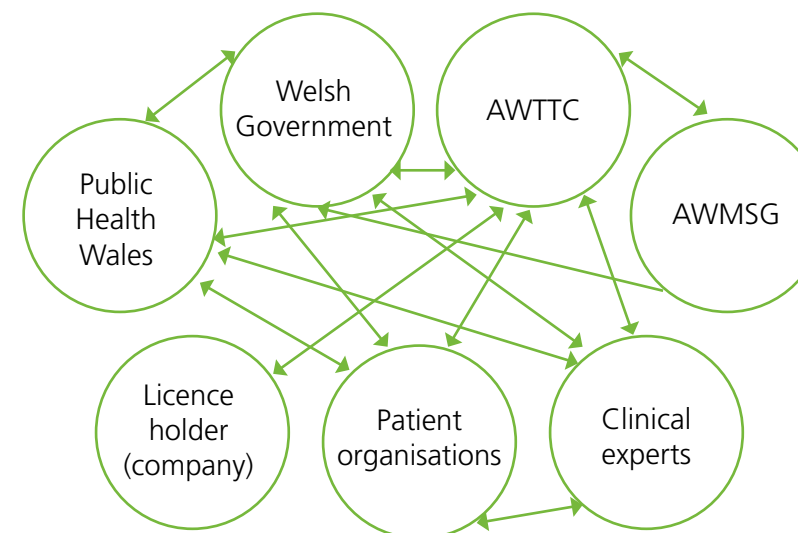 Welsh
Government
AWTTC
Public
Health
Wales
AWMSG
Licence
holder
(company)
Patient
organisations
Clinical
experts